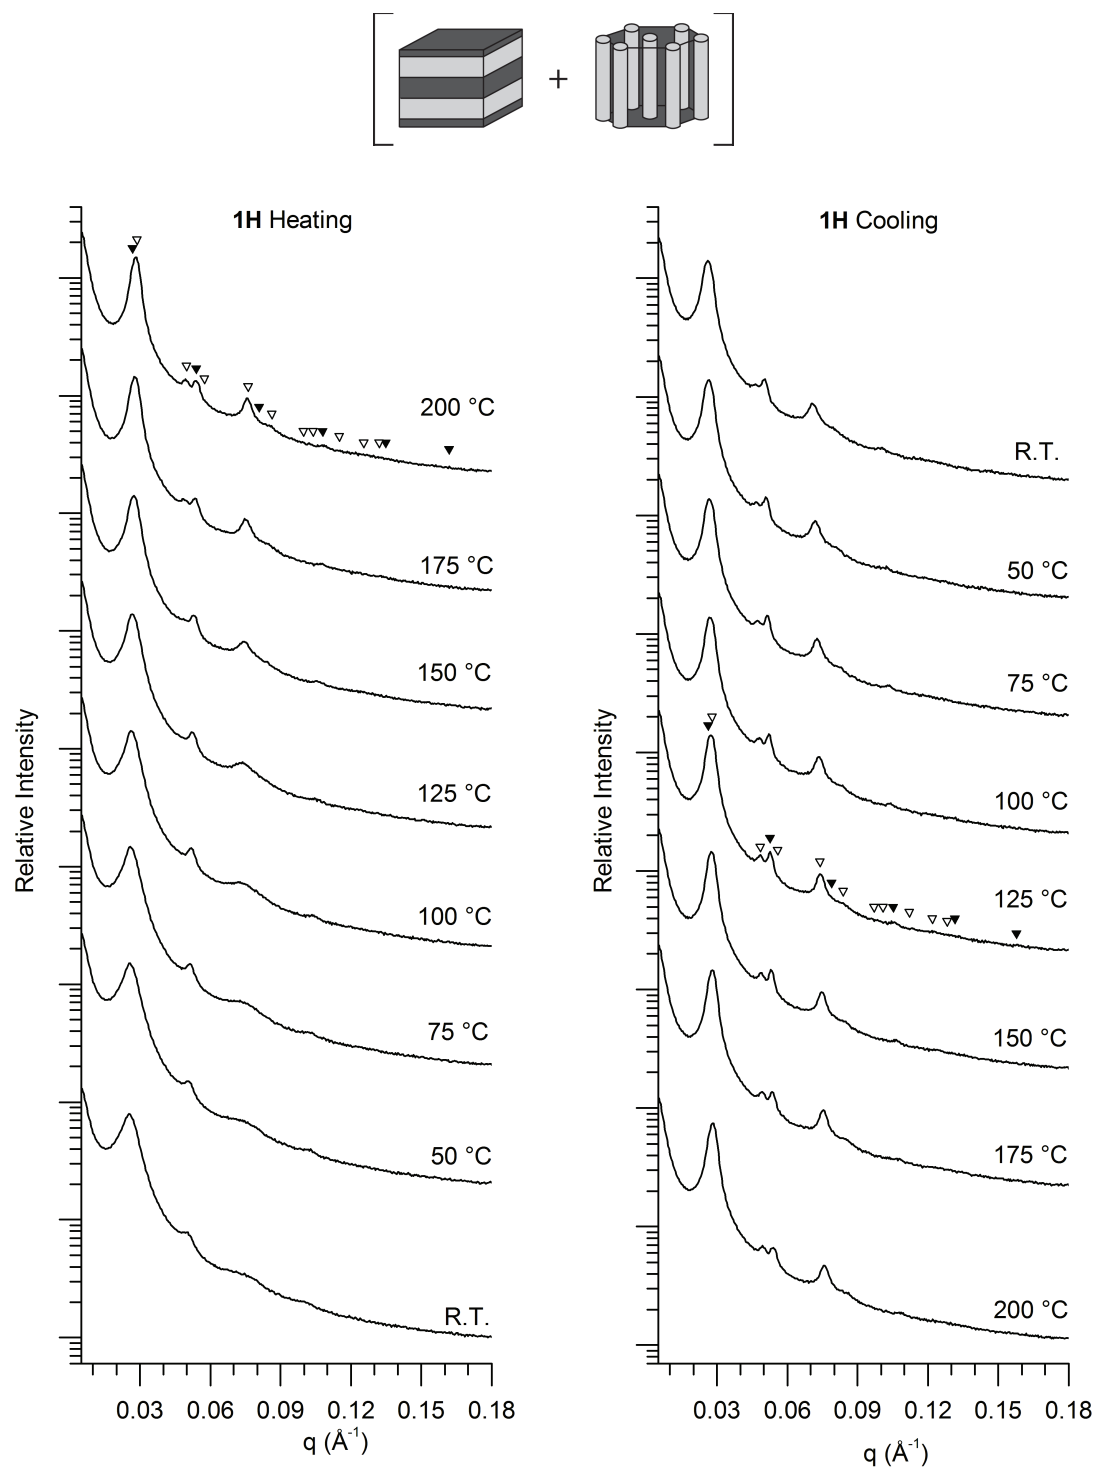 +
1H Heating
200 °C
175 °C
150 °C
125 °C
100 °C
75 °C
50 °C
R.T.
Relative Intensity
0.03 0.06 0.09 0.12 0.15 0.18
q (Å-1)
1H Cooling
R.T.
50 °C
75 °C
100 °C
125 °C
150 °C
175 °C
200 °C
Relative Intensity
0.03 0.06 0.09 0.12 0.15 0.18
q (Å-1)